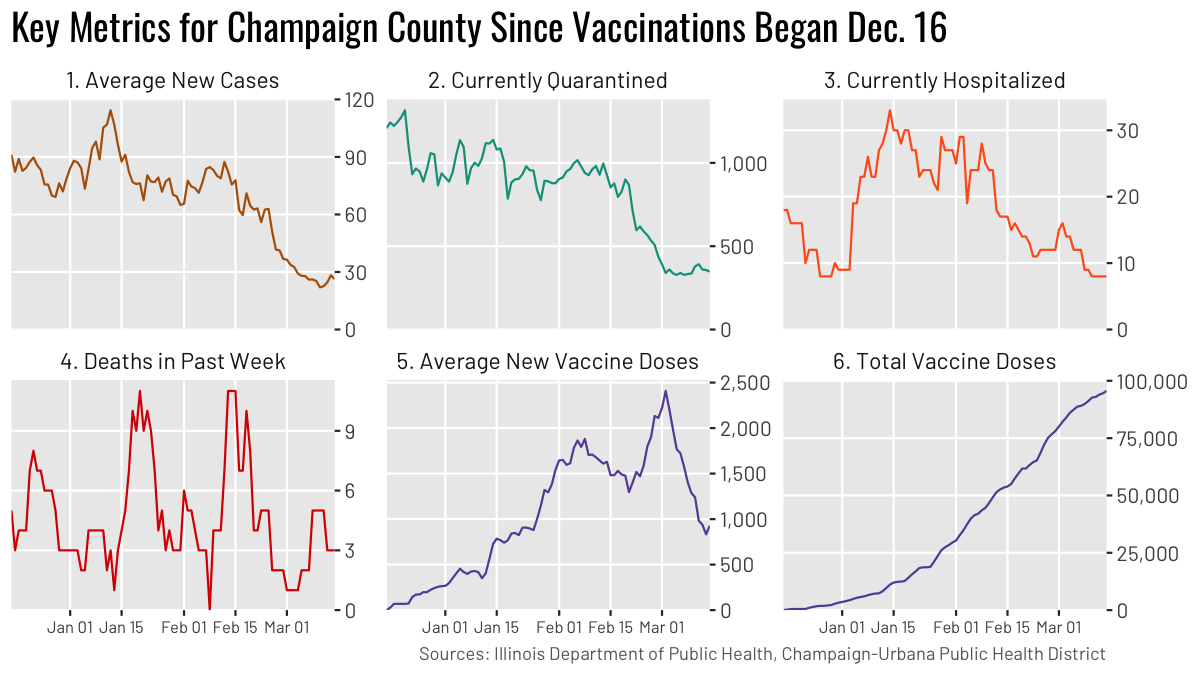 Key Metrics for Champaign County Since Vaccinations Began Dec. 16
1. Average New Cases
120
90
60
30
0
2. Currently Quarantined
1,000
500
0
3. Currently Hospitalized
30
20
10
0
4. Deaths in Past Week
9
6
3
0
Jan 01 Jan 15 Feb 01 Feb 15 Mar 01
5. Average New Vaccine Doses
2,500
2,000
1,500
1,000
500
0
Jan 01 Jan 15 Feb 01 Feb 15 Mar 01
6. Total Vaccine Doses
100,000
75,000
50,000
25,000
0
Jan 01 Jan 15 Feb 01 Feb 15 Mar 01
Sources: Illinois Department of Public Health, Champaign-Urbana Public Health District